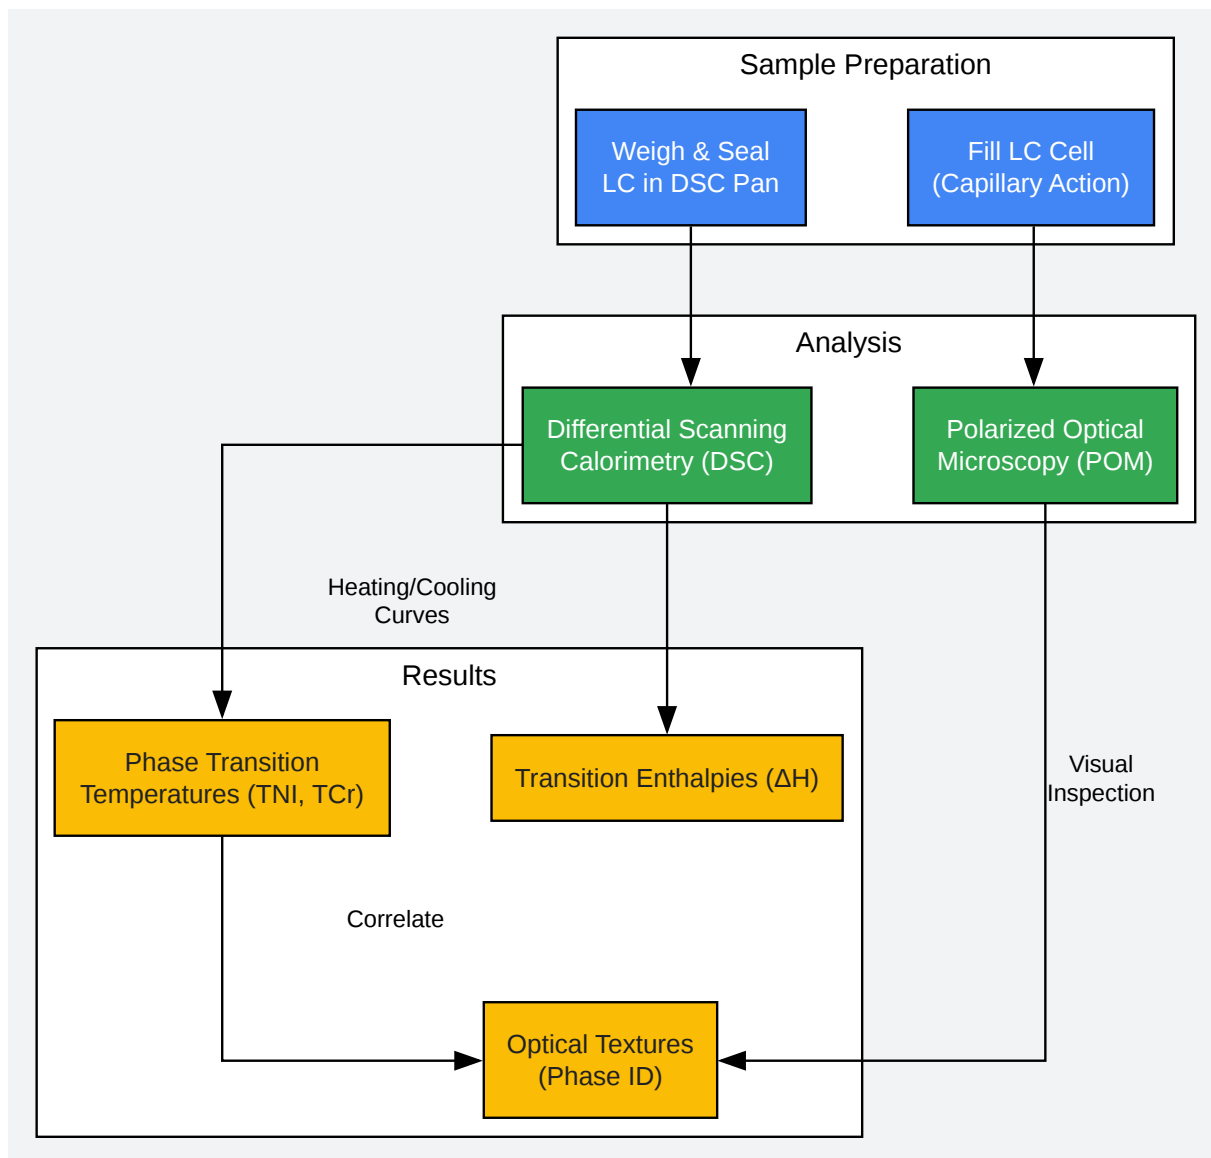 Sample Preparation
Weigh & Seal
LC in DSC Pan
Fill LC Cell
(Capillary Action)
Analysis
Differential Scanning
Calorimetry (DSC)
Polarized Optical
Microscopy (POM)
Heating/Cooling
Curves
Results
Phase Transition
Temperatures (TNI, TCr)
Transition Enthalpies (ΔH)
Visual
Inspection
Correlate
Optical Textures
(Phase ID)